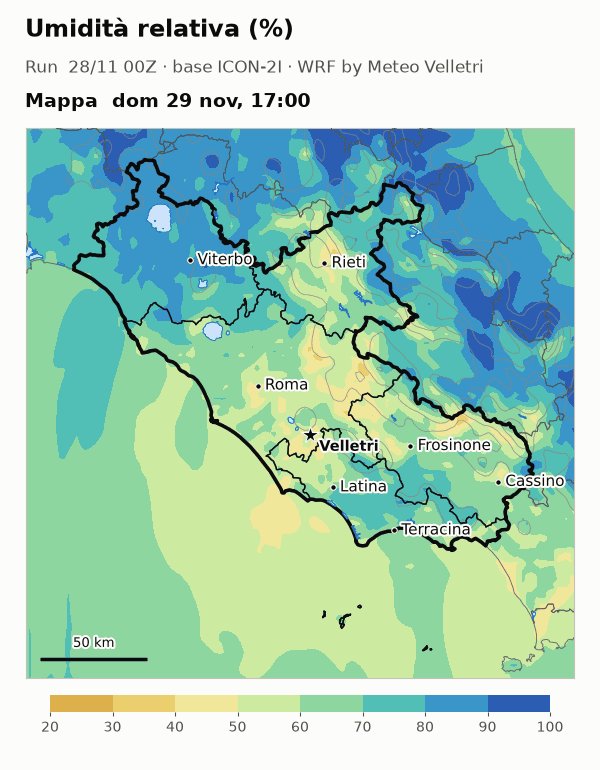 Umidità relativa (%)
Run  28/11 00Z · base ICON-2I · WRF by Meteo Velletri
Mappa  dom 29 nov, 17:00
Viterbo
Rieti
Roma
Velletri
Frosinone
Cassino
Latina
Terracina
50 km
20 30 40 50 60 70 80 90 100